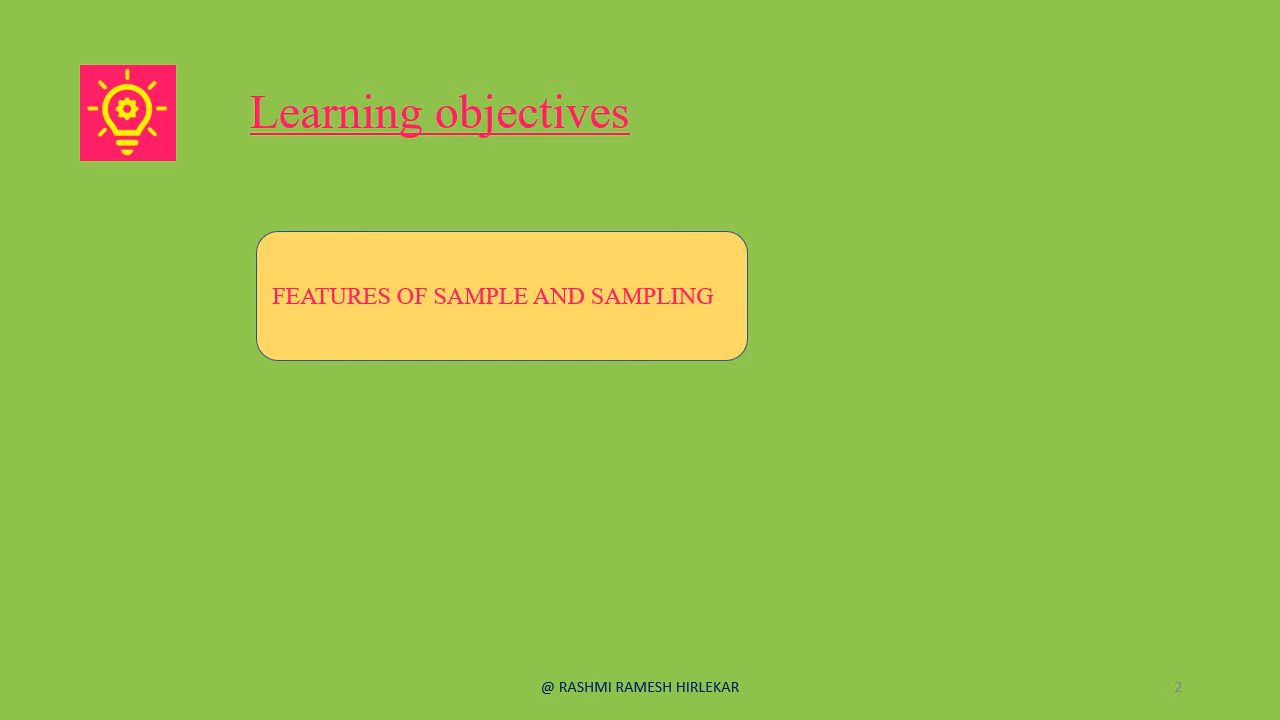 Learning objectives
FEATURES OF SAMPLE AND SAMPLING
@ RASHMI RAMESH HIRLEKAR
2